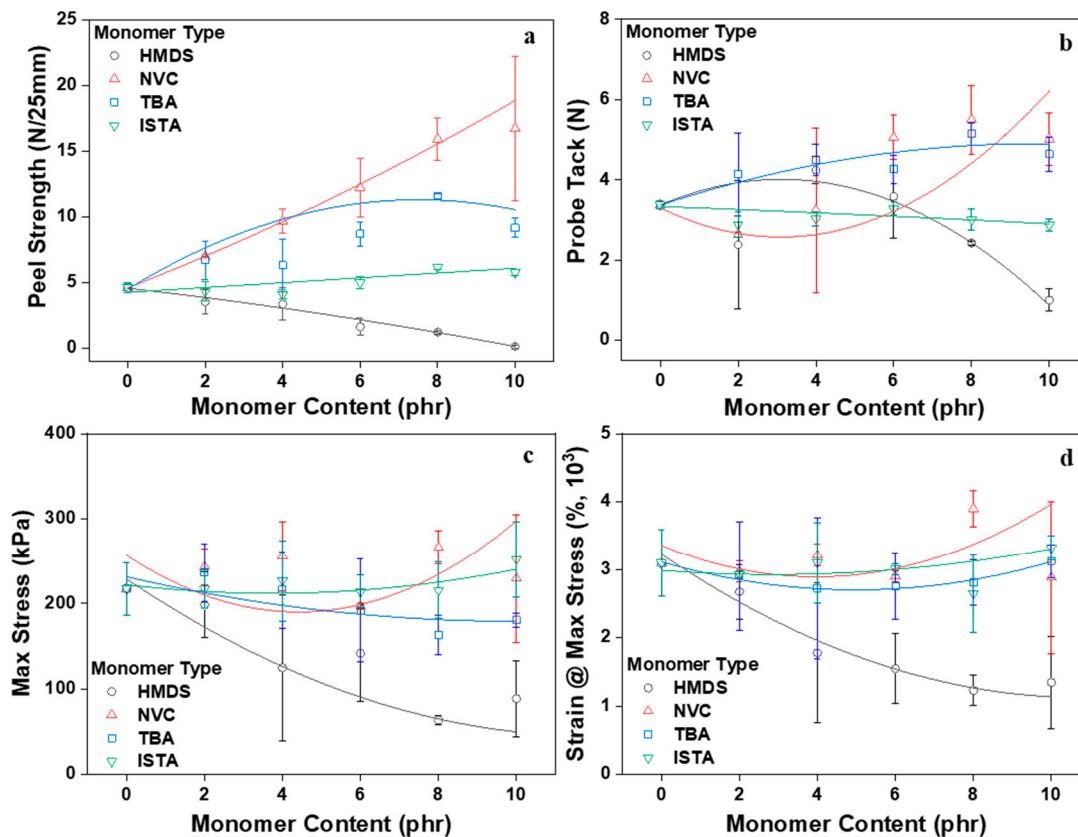 a
Monomer Type
HMDS
NVC
TBA
ISTA
Peel Strength (N/25mm)
25
20
15
10
5
0
0 2 4 6 8 10
Monomer Content (phr)
b
Monomer Type
HMDS
NVC
TBA
ISTA
Probe Tack (N)
8
6
4
2
0
0 2 4 6 8 10
Monomer Content (phr)
c
Max Stress (kPa)
400
300
200
100
0
Monomer Type
HMDS
NVC
TBA
ISTA
0 2 4 6 8 10
Monomer Content (phr)
d
Strain @ Max Stress (%, 10³)
5
4
3
2
1
0
Monomer Type
HMDS
NVC
TBA
ISTA
0 2 4 6 8 10
Monomer Content (phr)